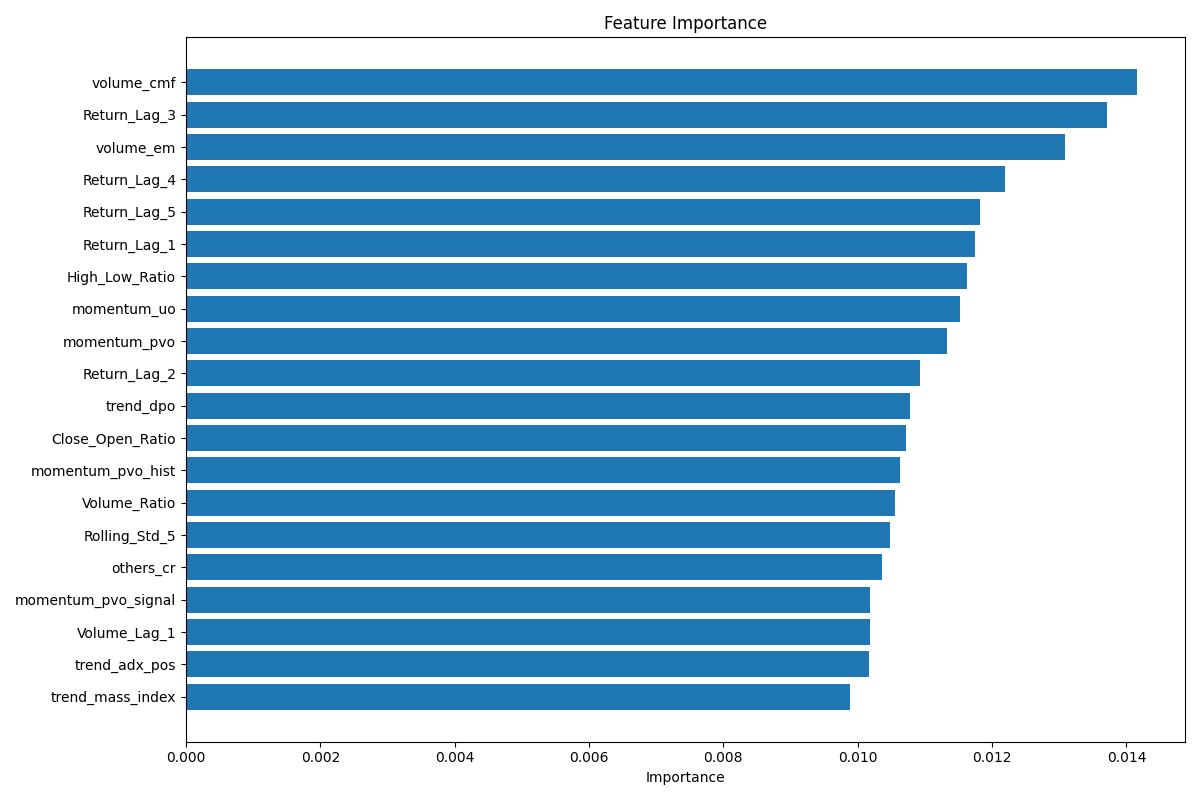 Feature Importance
volume_cmf
Return_Lag_3
volume_em
Return_Lag_4
Return_Lag_5
Return_Lag_1
High_Low_Ratio
momentum_uo
momentum_pvo
Return_Lag_2
trend_dpo
Close_Open_Ratio
momentum_pvo_hist
Volume_Ratio
Rolling_Std_5
others_cr
momentum_pvo_signal
Volume_Lag_1
trend_adx_pos
trend_mass_index
0.000 0.002 0.004 0.006 0.008 0.010 0.012 0.014
Importance